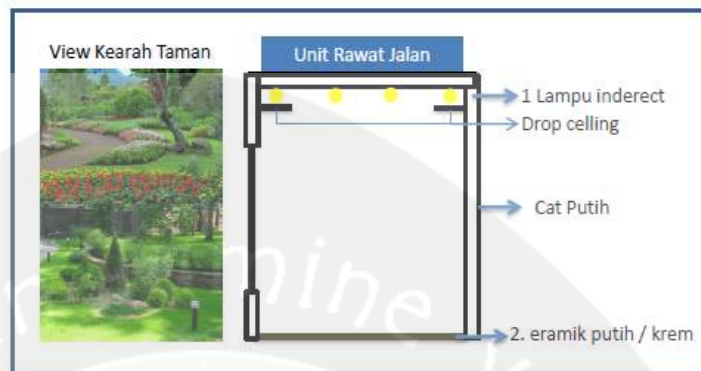 View Kearah Taman
Unit Rawat Jalan
1 Lampu inderect
Drop celling
Cat Putih
2. eramik putih / krem